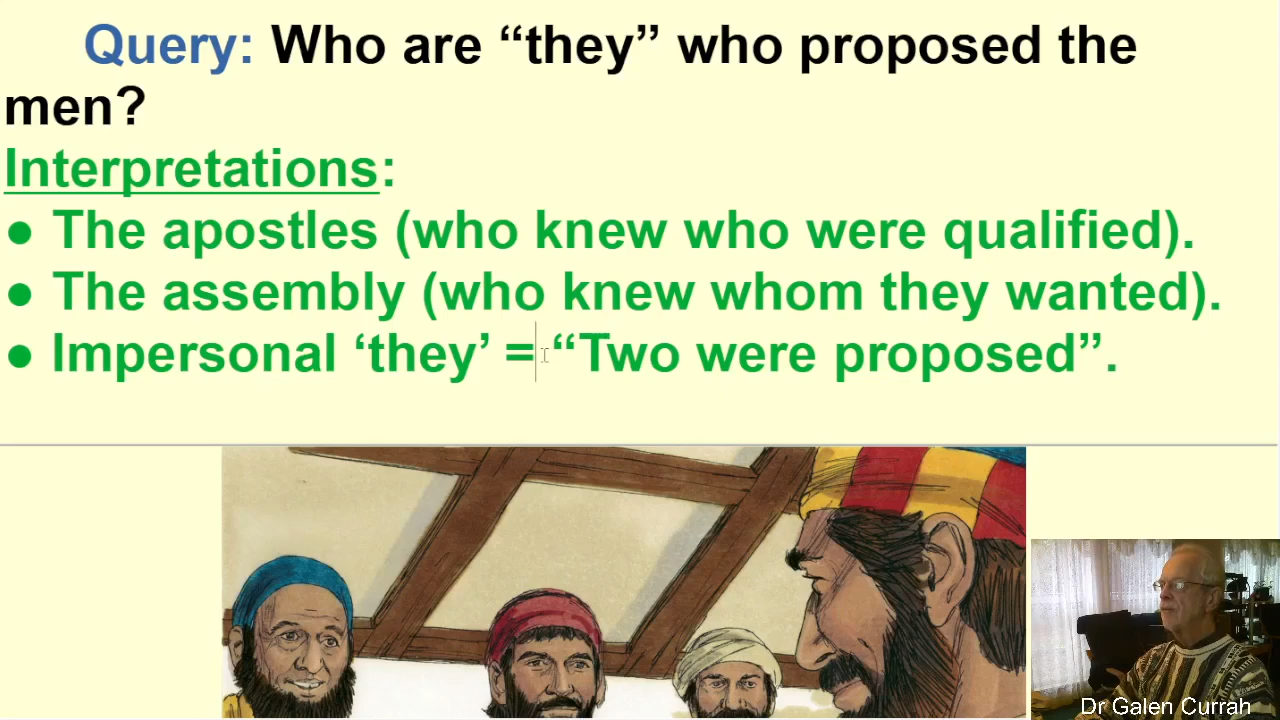 Query: Who are “they” who proposed the
men?
Interpretations:
● The apostles (who knew who were qualified).
● The assembly (who knew whom they wanted).
● Impersonal ‘they’ = “Two were proposed”.
Dr Galen Currah